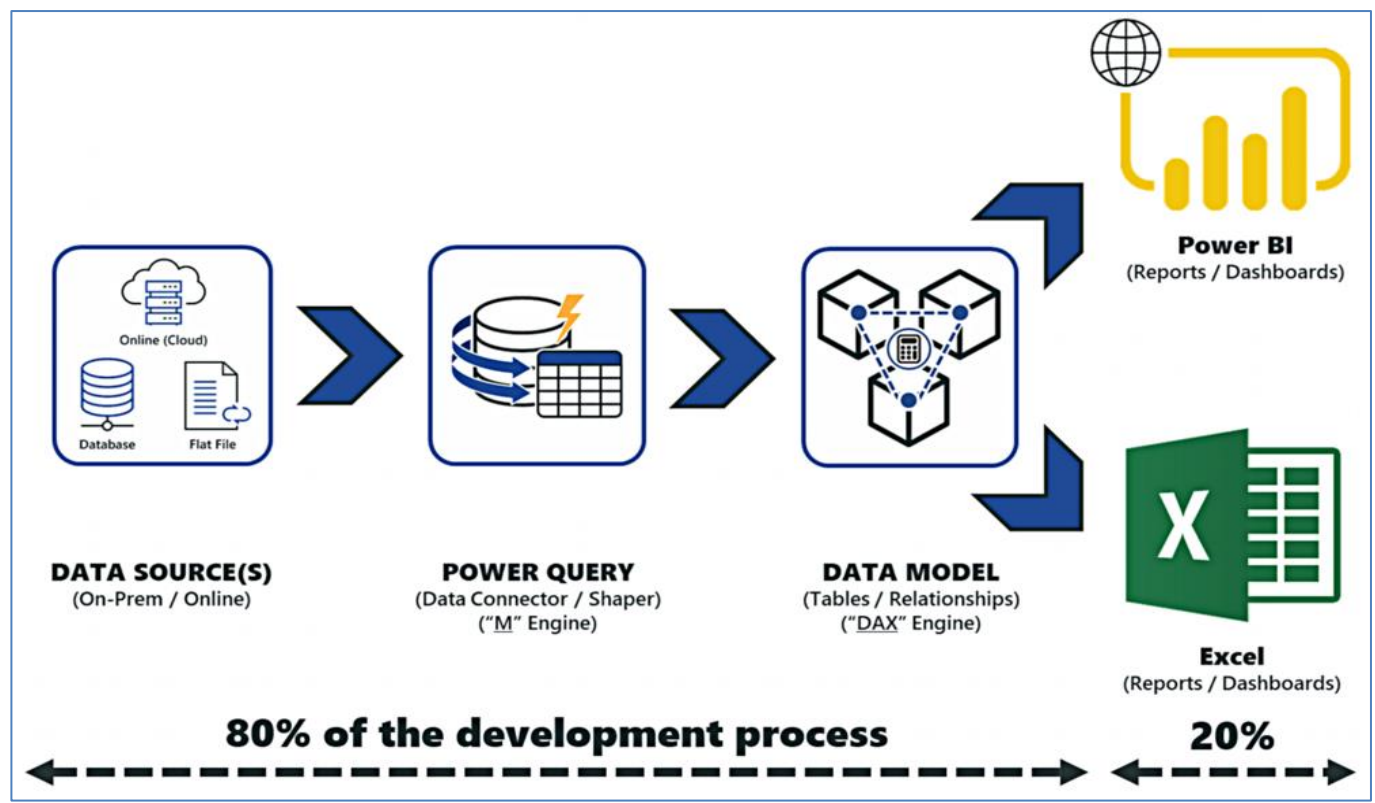 Online (Cloud)
Database
Flat File
DATA SOURCE(S)
(On-Prem / Online)
POWER QUERY
(Data Connector / Shaper)
("M" Engine)
DATA MODEL
(Tables / Relationships)
("DAX" Engine)
Power BI
(Reports / Dashboards)
X
Excel
(Reports / Dashboards)
80% of the development process
20%